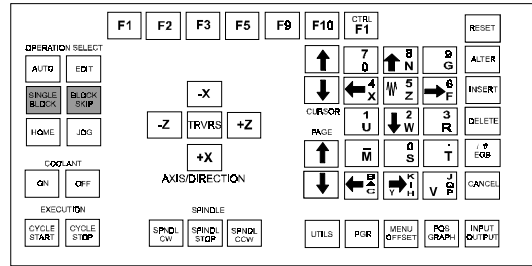 F1 F2 F3 F5 F9 F10 CTRL F1
RESET
OPERATION SELECT
AUTO EDIT
7 8 N 9 G
ALTER
SINGLE BLOCK BLOCK SKIP
-X
4 X 5 Z 6 F
INSERT
CURSOR
HOME JOG
-Z TRVRS +Z
1 U 2 W 3 R
DELETE
PAGE
+X
M 0 S . T
EOB
COOLANT
AXIS/DIRECTION
ON OFF
B A C Y K I H V J Q P
CANCEL
EXECUTION
SPINDLE
CYCLE START CYCLE STOP
SPNDL CW SPNDL STOP SPNDL CCW
UTILS PGR MENU OFFSET POS GRAPH INPUT OUTPUT